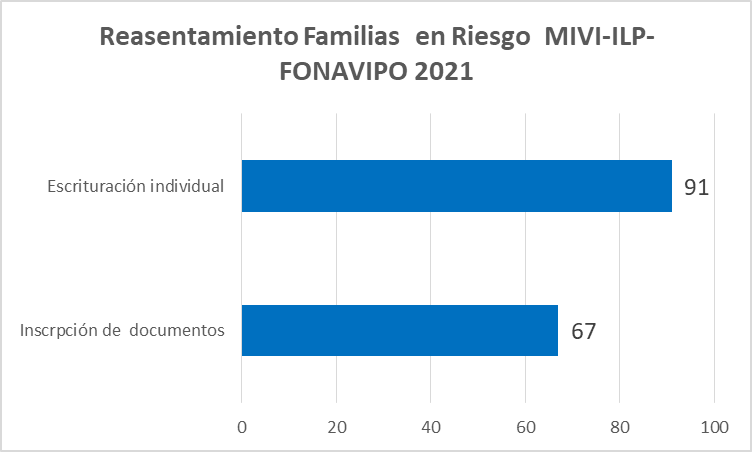 Reasentamiento Familias en Riesgo MIVI-ILP-
FONAVIPO 2021
Escrituración individual
91
Inscrpción de documentos
67
0 20 40 60 80 100